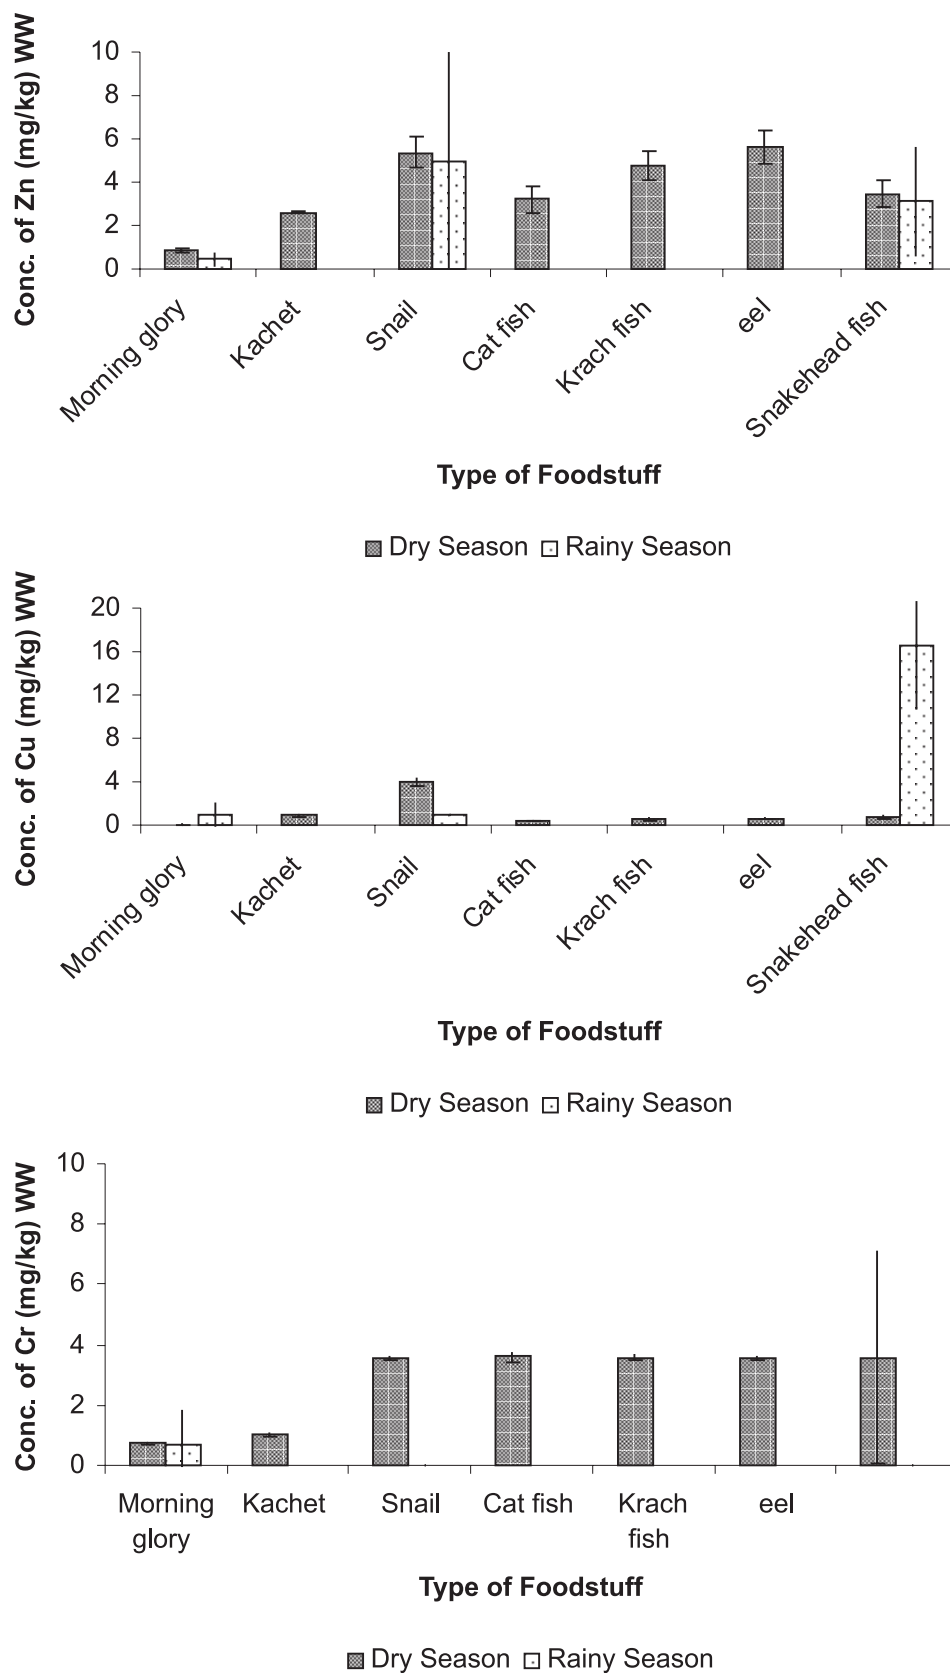 Conc. of Zn (mg/kg) WW
10
8
6
4
2
0
Morning glory
Kachet
Snail
Cat fish
Krach fish
eel
Snakehead fish
Type of Foodstuff
Dry Season Rainy Season
Conc. of Cu (mg/kg) WW
20
16
12
8
4
0
Morning glory
Kachet
Snail
Cat fish
Krach fish
eel
Snakehead fish
Type of Foodstuff
Dry Season Rainy Season
Conc. of Cr (mg/kg) WW
10
8
6
4
2
0
Morning Kachet Snail Cat fish Krach eel
glory fish
Type of Foodstuff
Dry Season Rainy Season